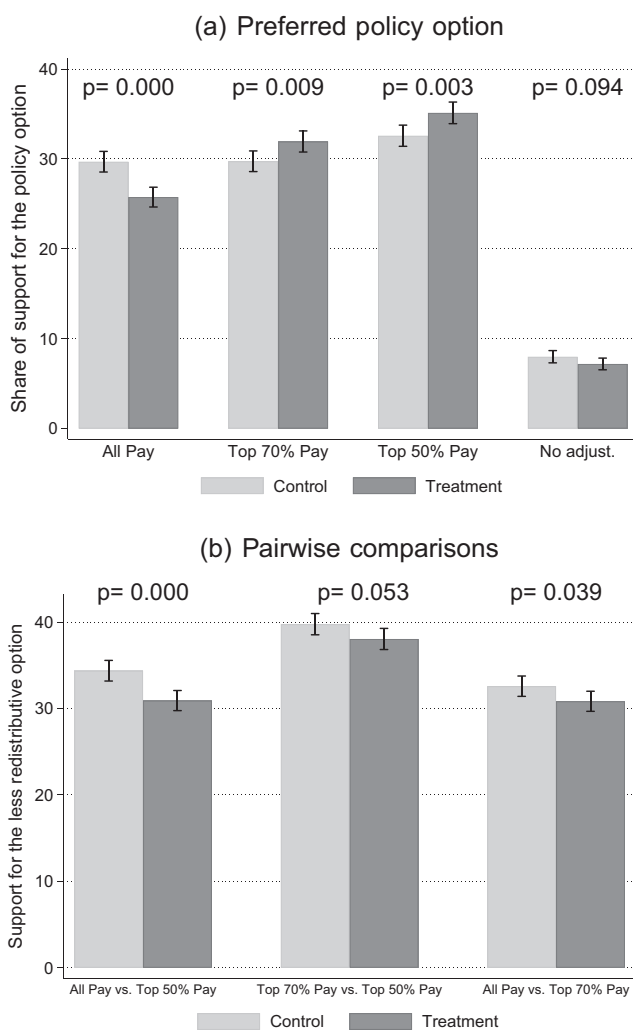 (a) Preferred policy option
Share of support for the policy option
40
30
20
10
0
p= 0.000
p= 0.009
p= 0.003
p= 0.094
All Pay
Top 70% Pay
Top 50% Pay
No adjust.
Control
Treatment
(b) Pairwise comparisons
Support for the less redistributive option
40
30
20
10
0
p= 0.000
p= 0.053
p= 0.039
All Pay vs. Top 50% Pay
Top 70% Pay vs. Top 50% Pay
All Pay vs. Top 70% Pay
Control
Treatment